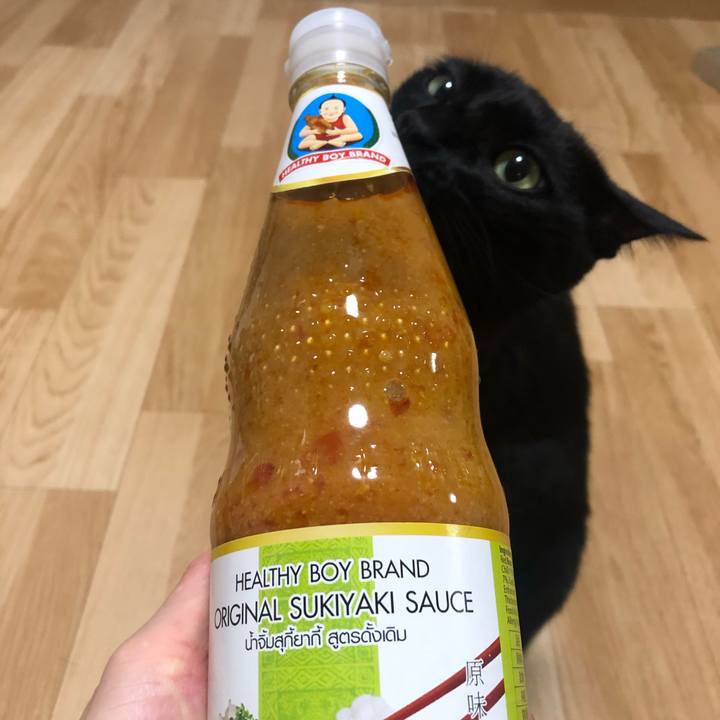 HEALTHY BOY BRAND
HEALTHY BOY BRAND
ORIGINAL SUKIYAKI SAUCE
น้ำจิ้มสุกี้ยากี้ สูตรดั้งเดิม
原味